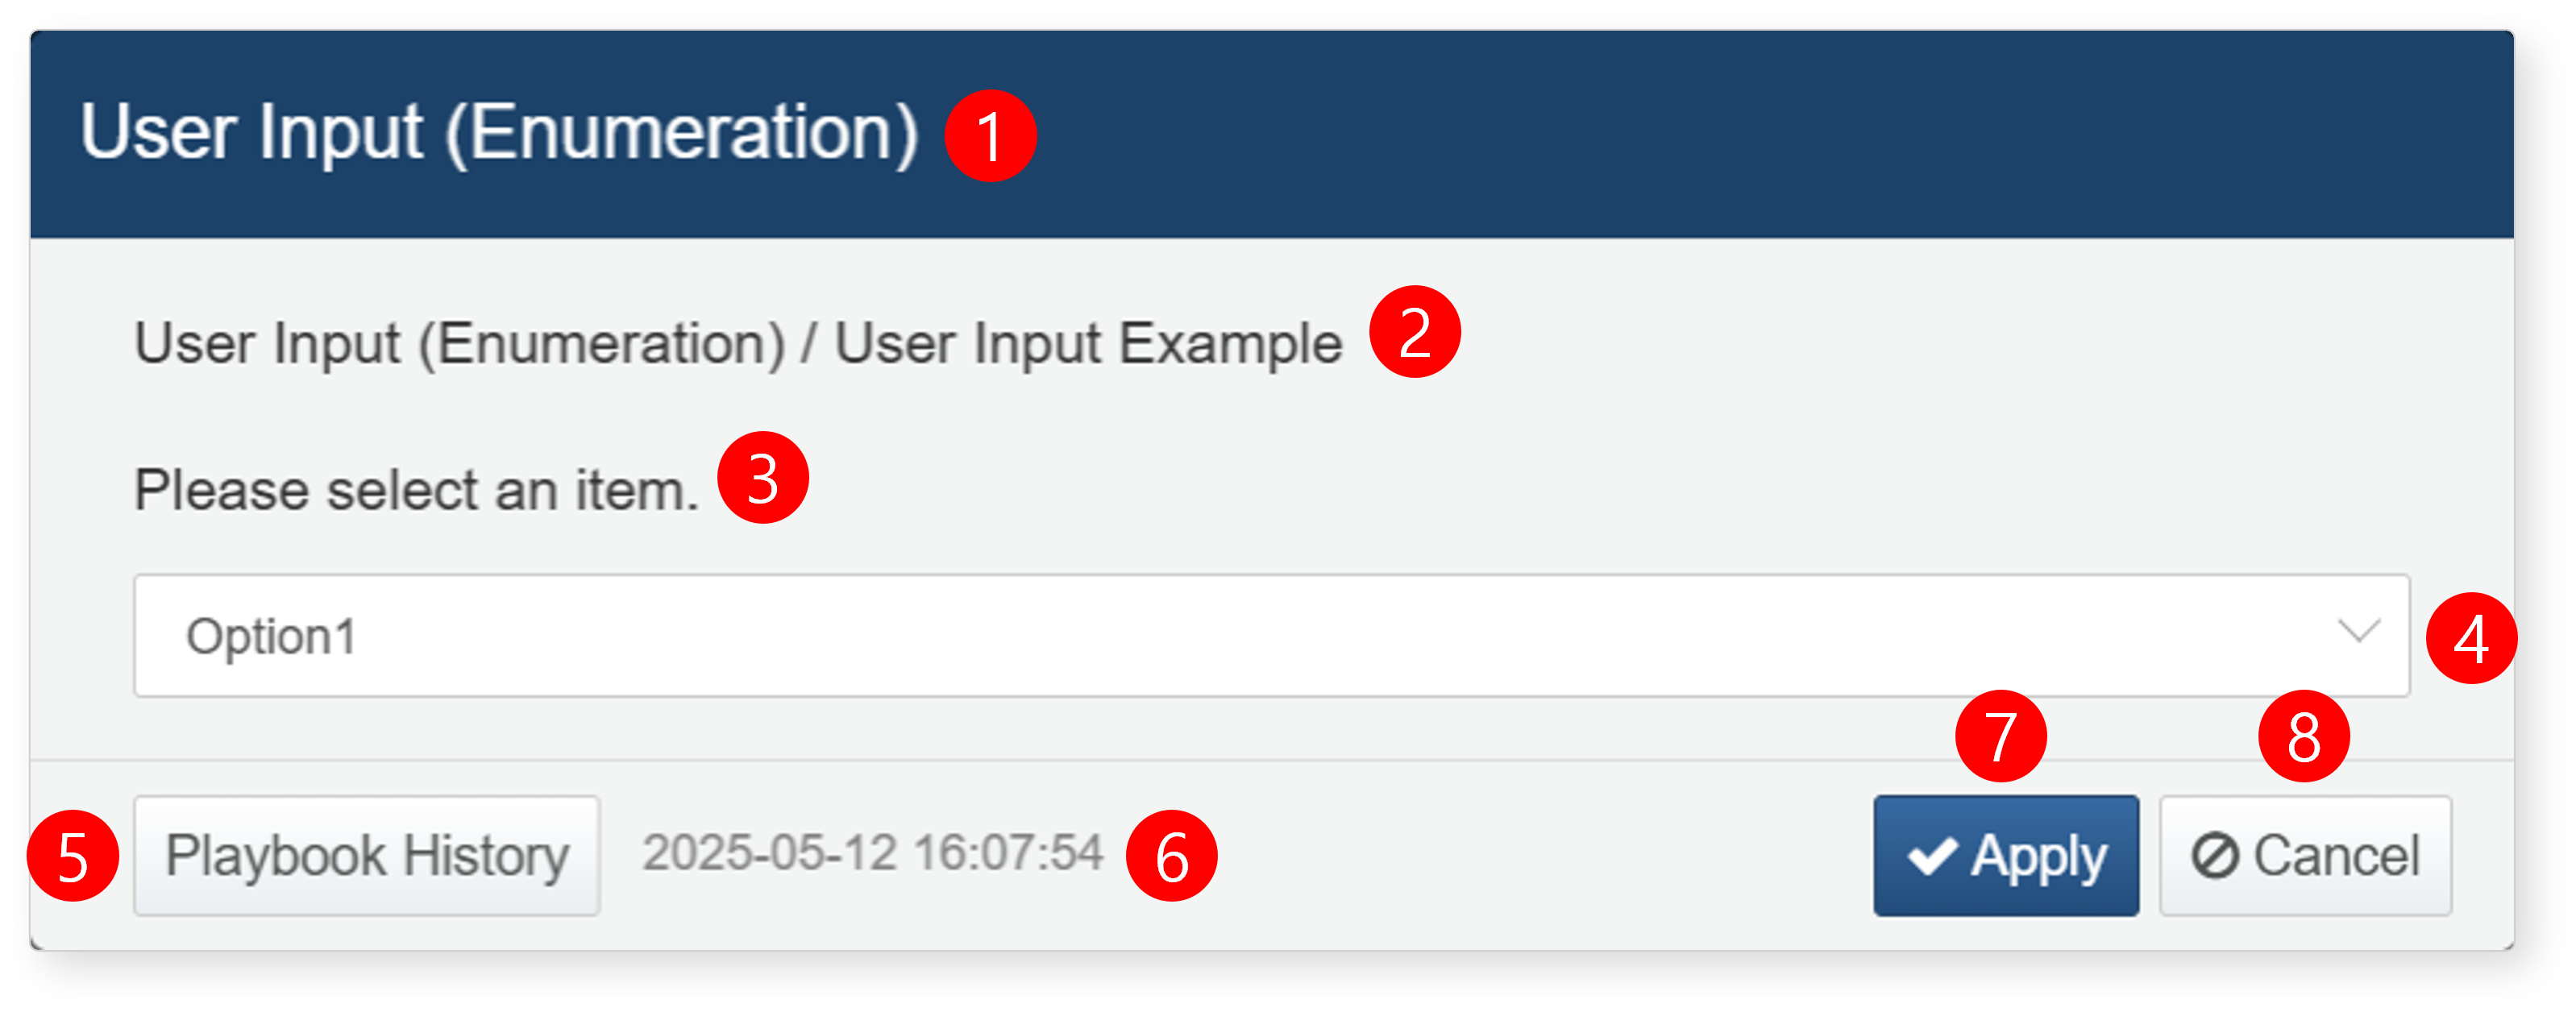 User Input (Enumeration) 1
User Input (Enumeration) / User Input Example 2
Please select an item. 3
Option1 4
7 8
5 Playbook History 2025-05-12 16:07:54 6 Apply Cancel